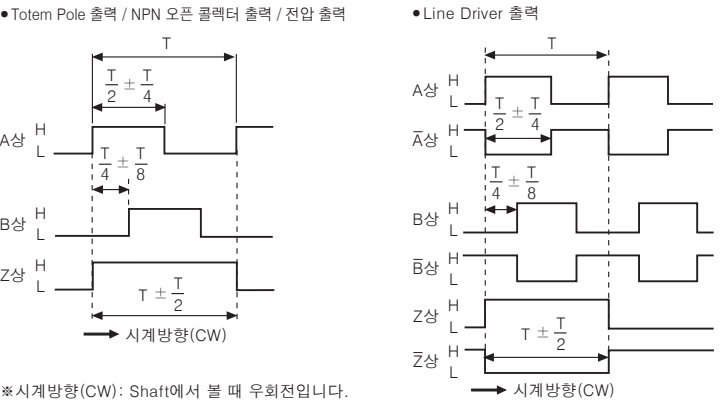 •Totem Pole 출력 / NPN 오픈 콜렉터 출력 / 전압 출력
T
T/2 ± T/4
A상 H
L
T/4 ± T/8
B상 H
L
Z상 H
L
T ± T/2
시계방향(CW)
※시계방향(CW): Shaft에서 볼 때 우회전입니다.
•Line Driver 출력
T
A상 H
L
T/2 ± T/4
A̅상 H
L
T/4 ± T/8
B상 H
L
B̅상 H
L
Z상 H
L
T ± T/2
Z̅상 H
L
시계방향(CW)